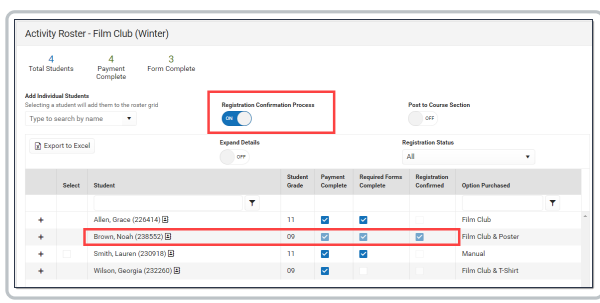 Activity Roster - Film Club (Winter)
4 4 3
Total Students Payment Complete Form Complete
Add Individual Students
Selecting a student will add them to the roster grid
Type to search by name
Registration Confirmation Process
ON
Post to Course Section
OFF
Export to Excel
Expand Details
OFF
Registration Status
All
Select Student Student Grade Payment Complete Required Forms Complete Registration Confirmed Option Purchased
Allen, Grace (226414) 11 Film Club
Brown, Noah (238552) 09 Film Club & Poster
Smith, Lauren (230918) 11 Manual
Wilson, Georgia (232260) 09 Film Club & T-Shirt